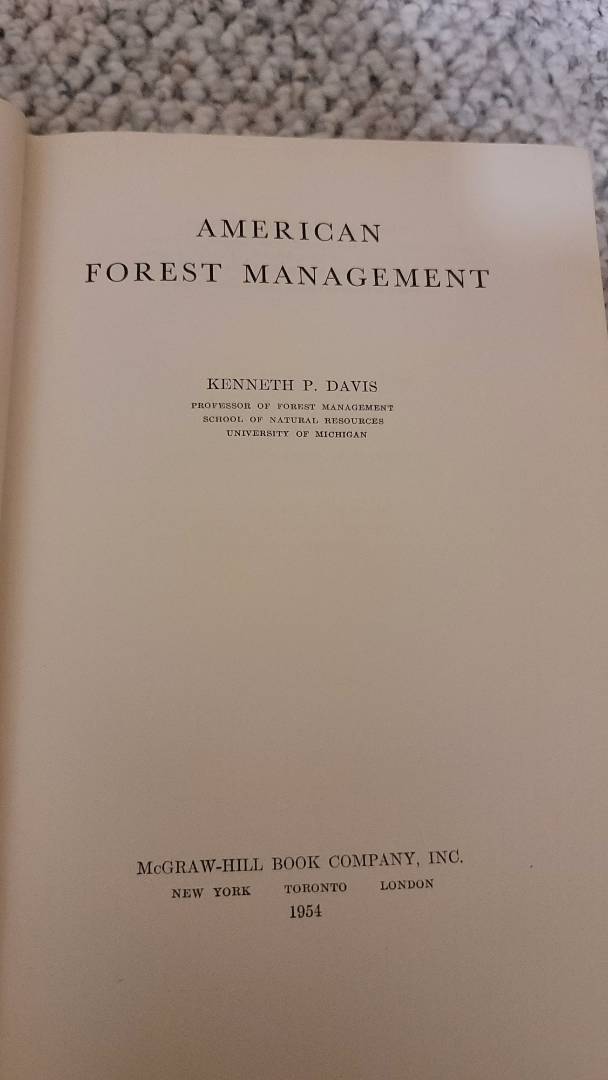 AMERICAN
FOREST MANAGEMENT
KENNETH P. DAVIS
PROFESSOR OF FOREST MANAGEMENT
SCHOOL OF NATURAL RESOURCES
UNIVERSITY OF MICHIGAN
McGRAW-HILL BOOK COMPANY, INC.
NEW YORK TORONTO LONDON
1954